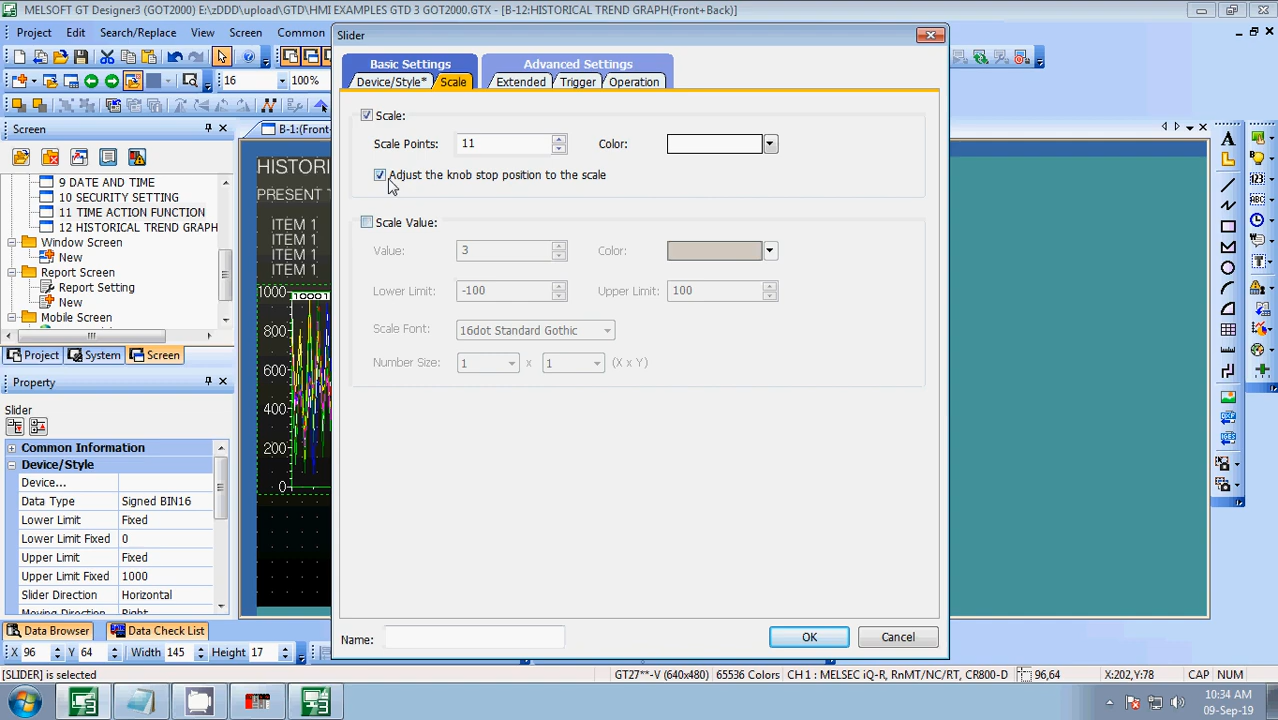 MELSOFT GT Designer3 (GOT2000) E:\zDDD\upload\GTD\HMI EXAMPLES GTD 3 GOT2000.GTX - [B-12:HISTORICAL TREND GRAPH(Front+Back)]
Project Edit Search/Replace View Screen Common
Slider
Basic Settings Advanced Settings
Device/Style* Scale Extended Trigger Operation
16 100%
Screen
B-1:(Front
Scale:
Scale Points: 11 Color:
Adjust the knob stop position to the scale
Scale Value:
Value: 3 Color:
Lower Limit: -100 Upper Limit: 100
Scale Font: 16dot Standard Gothic
Number Size: 1 x 1 (X x Y)
Name:
OK Cancel
9 DATE AND TIME
10 SECURITY SETTING
11 TIME ACTION FUNCTION
12 HISTORICAL TREND GRAPH
Window Screen
New
Report Screen
Report Setting
New
Mobile Screen
Project System Screen
HISTORI
PRESENT T
ITEM 1
ITEM 1
ITEM 1
ITEM 1
1000
10001
800
600
400
200
0
Property
Slider
Common Information
Device/Style
Device...
Data Type Signed BIN16
Lower Limit Fixed
Lower Limit Fixed 0
Upper Limit Fixed
Upper Limit Fixed 1000
Slider Direction Horizontal
Moving Direction Right
Data Browser Data Check List
X 96 Y 64 Width 145 Height 17
[SLIDER] is selected GT27**-V (640x480) 65536 Colors CH 1 : MELSEC iQ-R, RnMT/NC/RT, CR800-D 96,64 X:202,Y:78 CAP NUM
10:34 AM
09-Sep-19